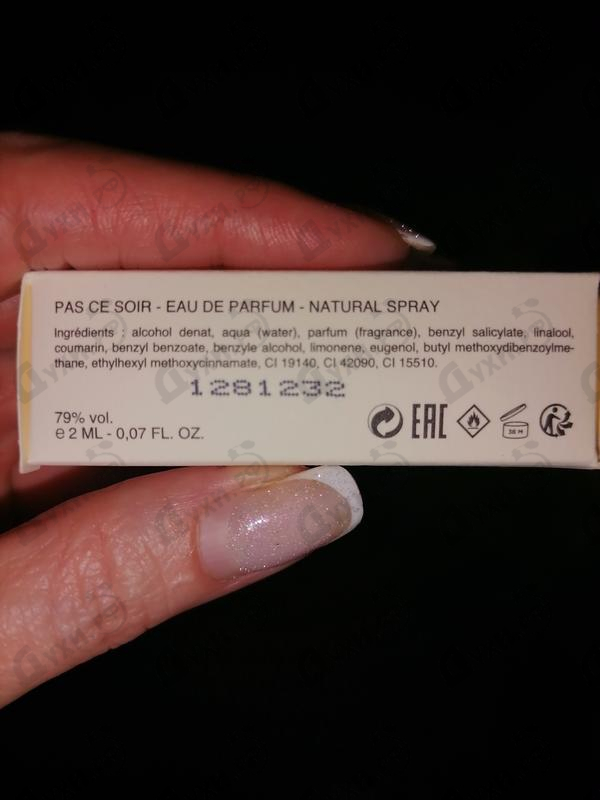 PAS CE SOIR - EAU DE PARFUM - NATURAL SPRAY
Ingrédients : alcohol denat, aqua (water), parfum (fragrance), benzyl salicylate, linalool,
coumarin, benzyl benzoate, benzyle alcohol, limonene, eugenol, butyl methoxydibenzoylme-
thane, ethylhexyl methoxycinnamate, CI 19140, CI 42090, CI 15510.
1281232
79% vol.
℮ 2 ML - 0,07 FL. OZ.
EAC
36 M